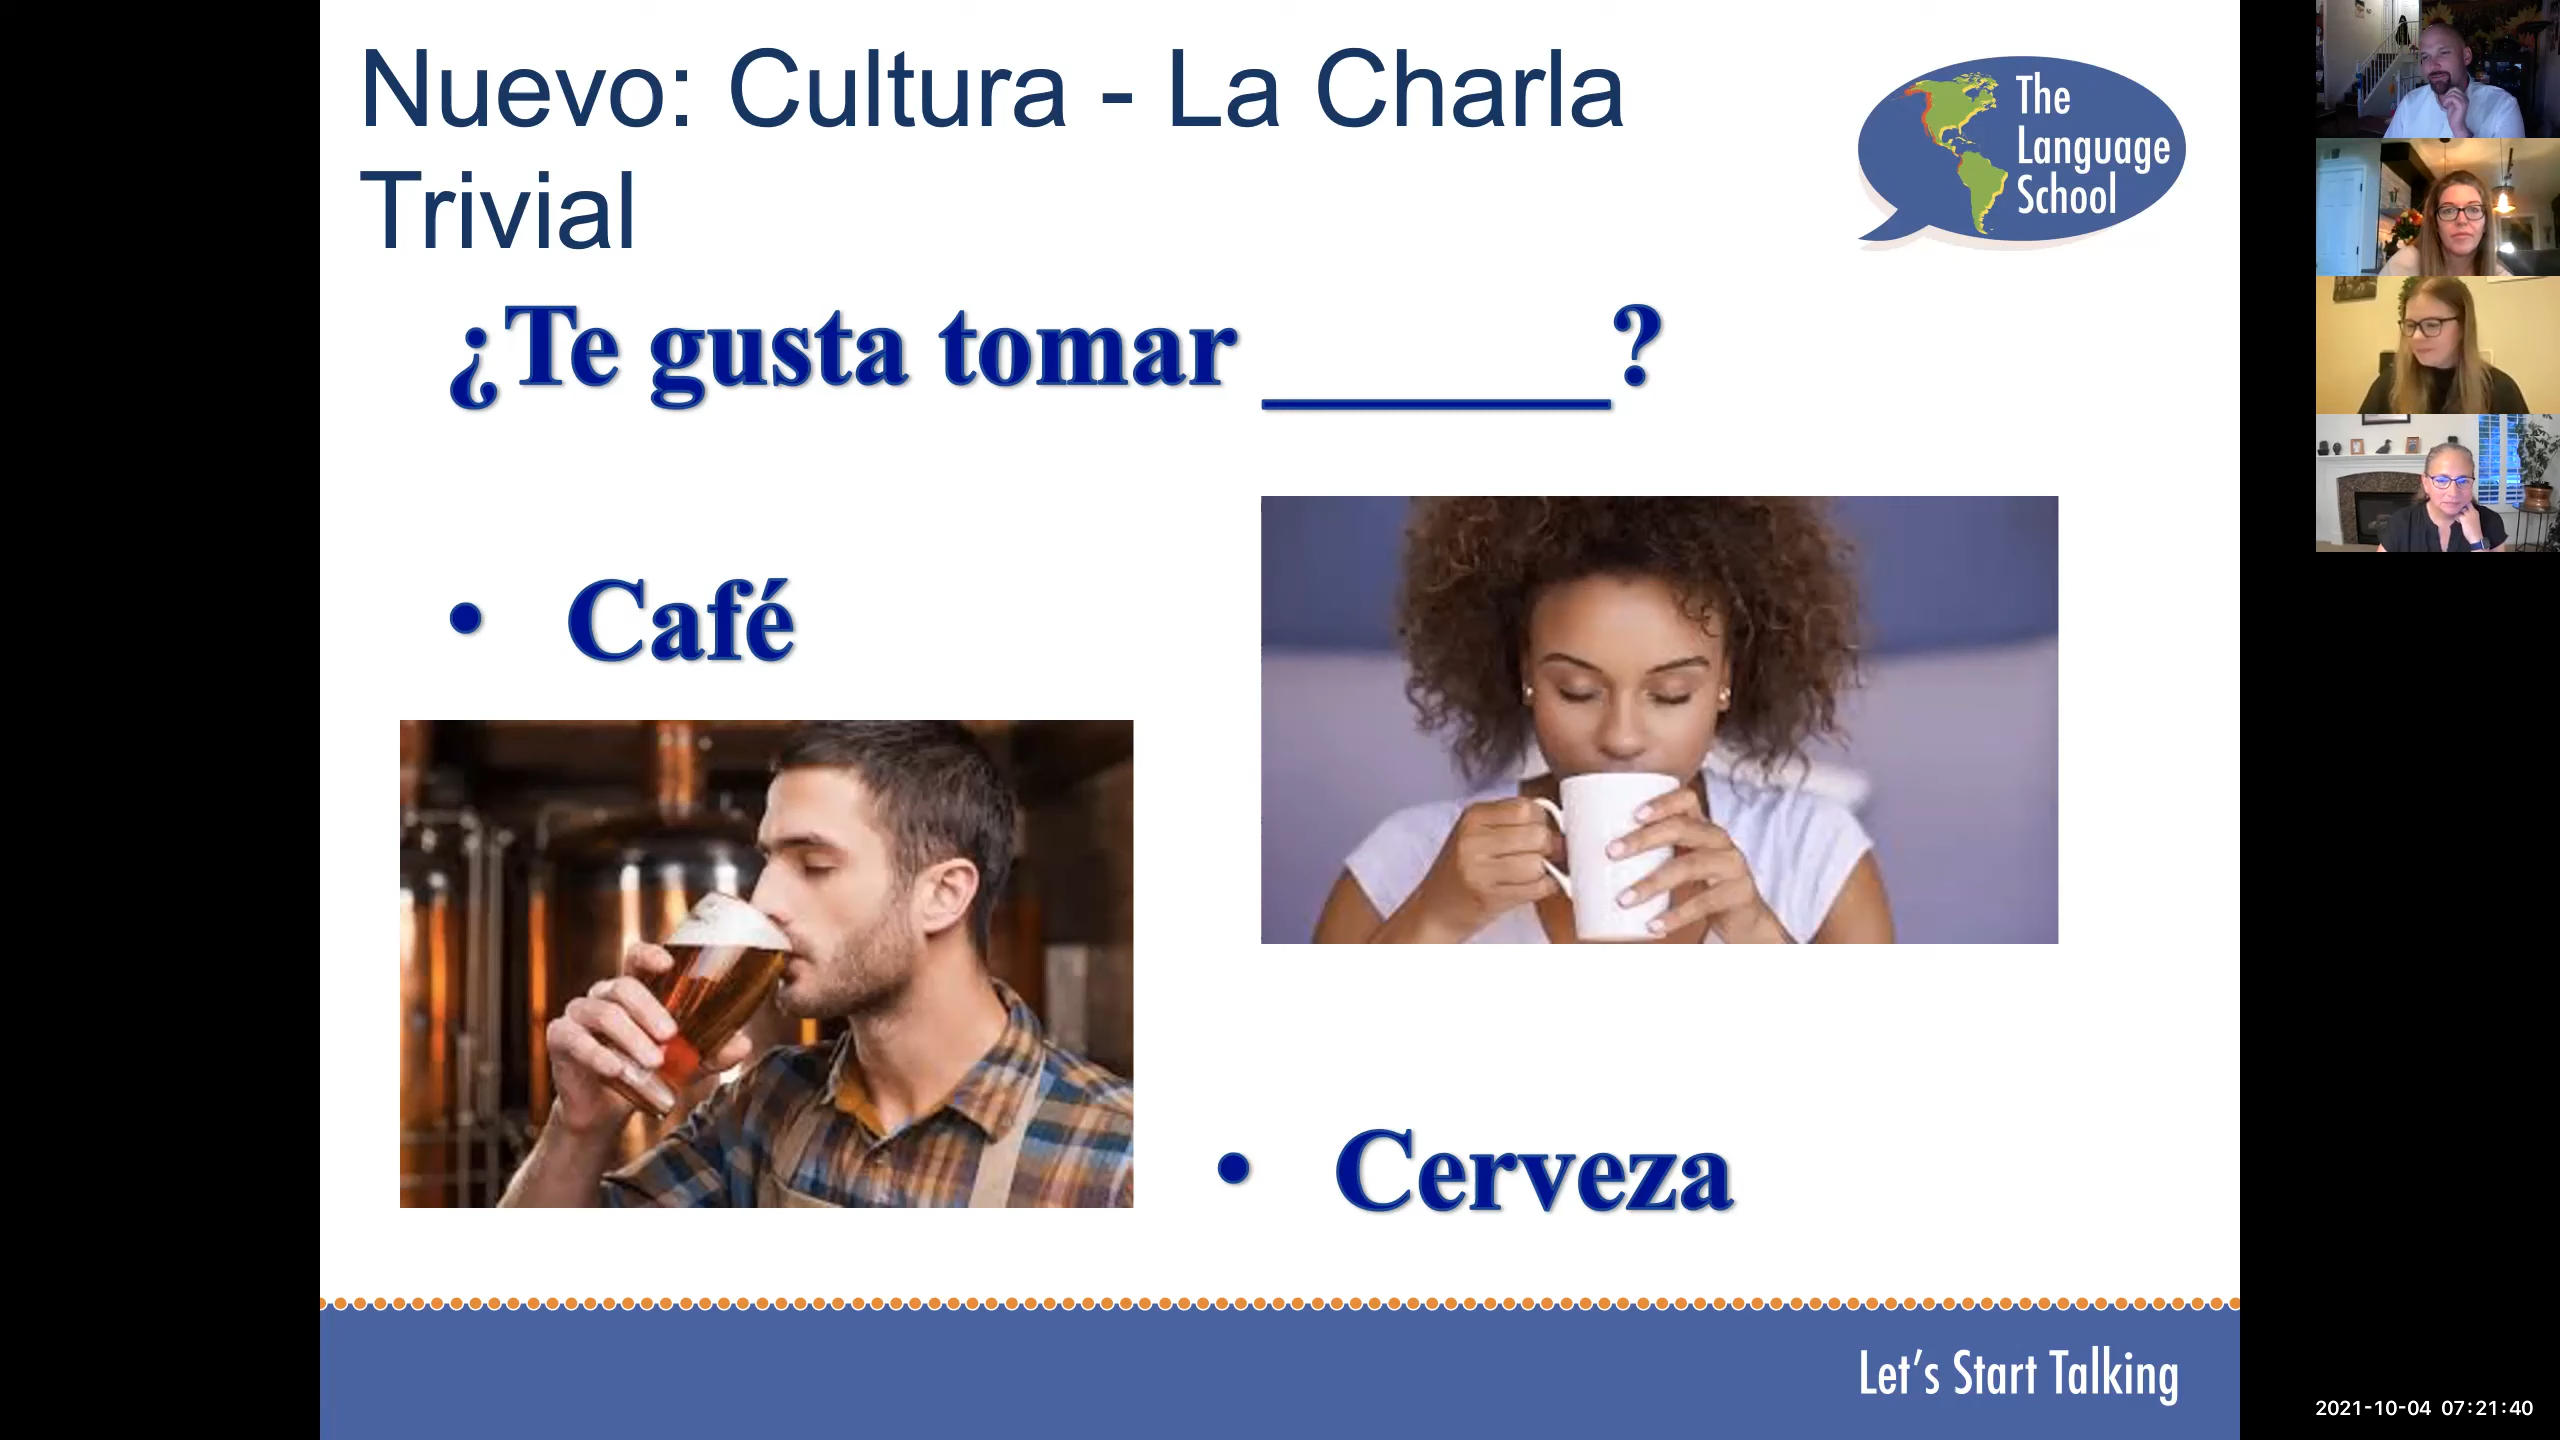 Nuevo: Cultura - La Charla
Trivial
The
Language
School
¿Te gusta tomar ______?
• Café
• Cerveza
Let's Start Talking
2021-10-04 07:21:40